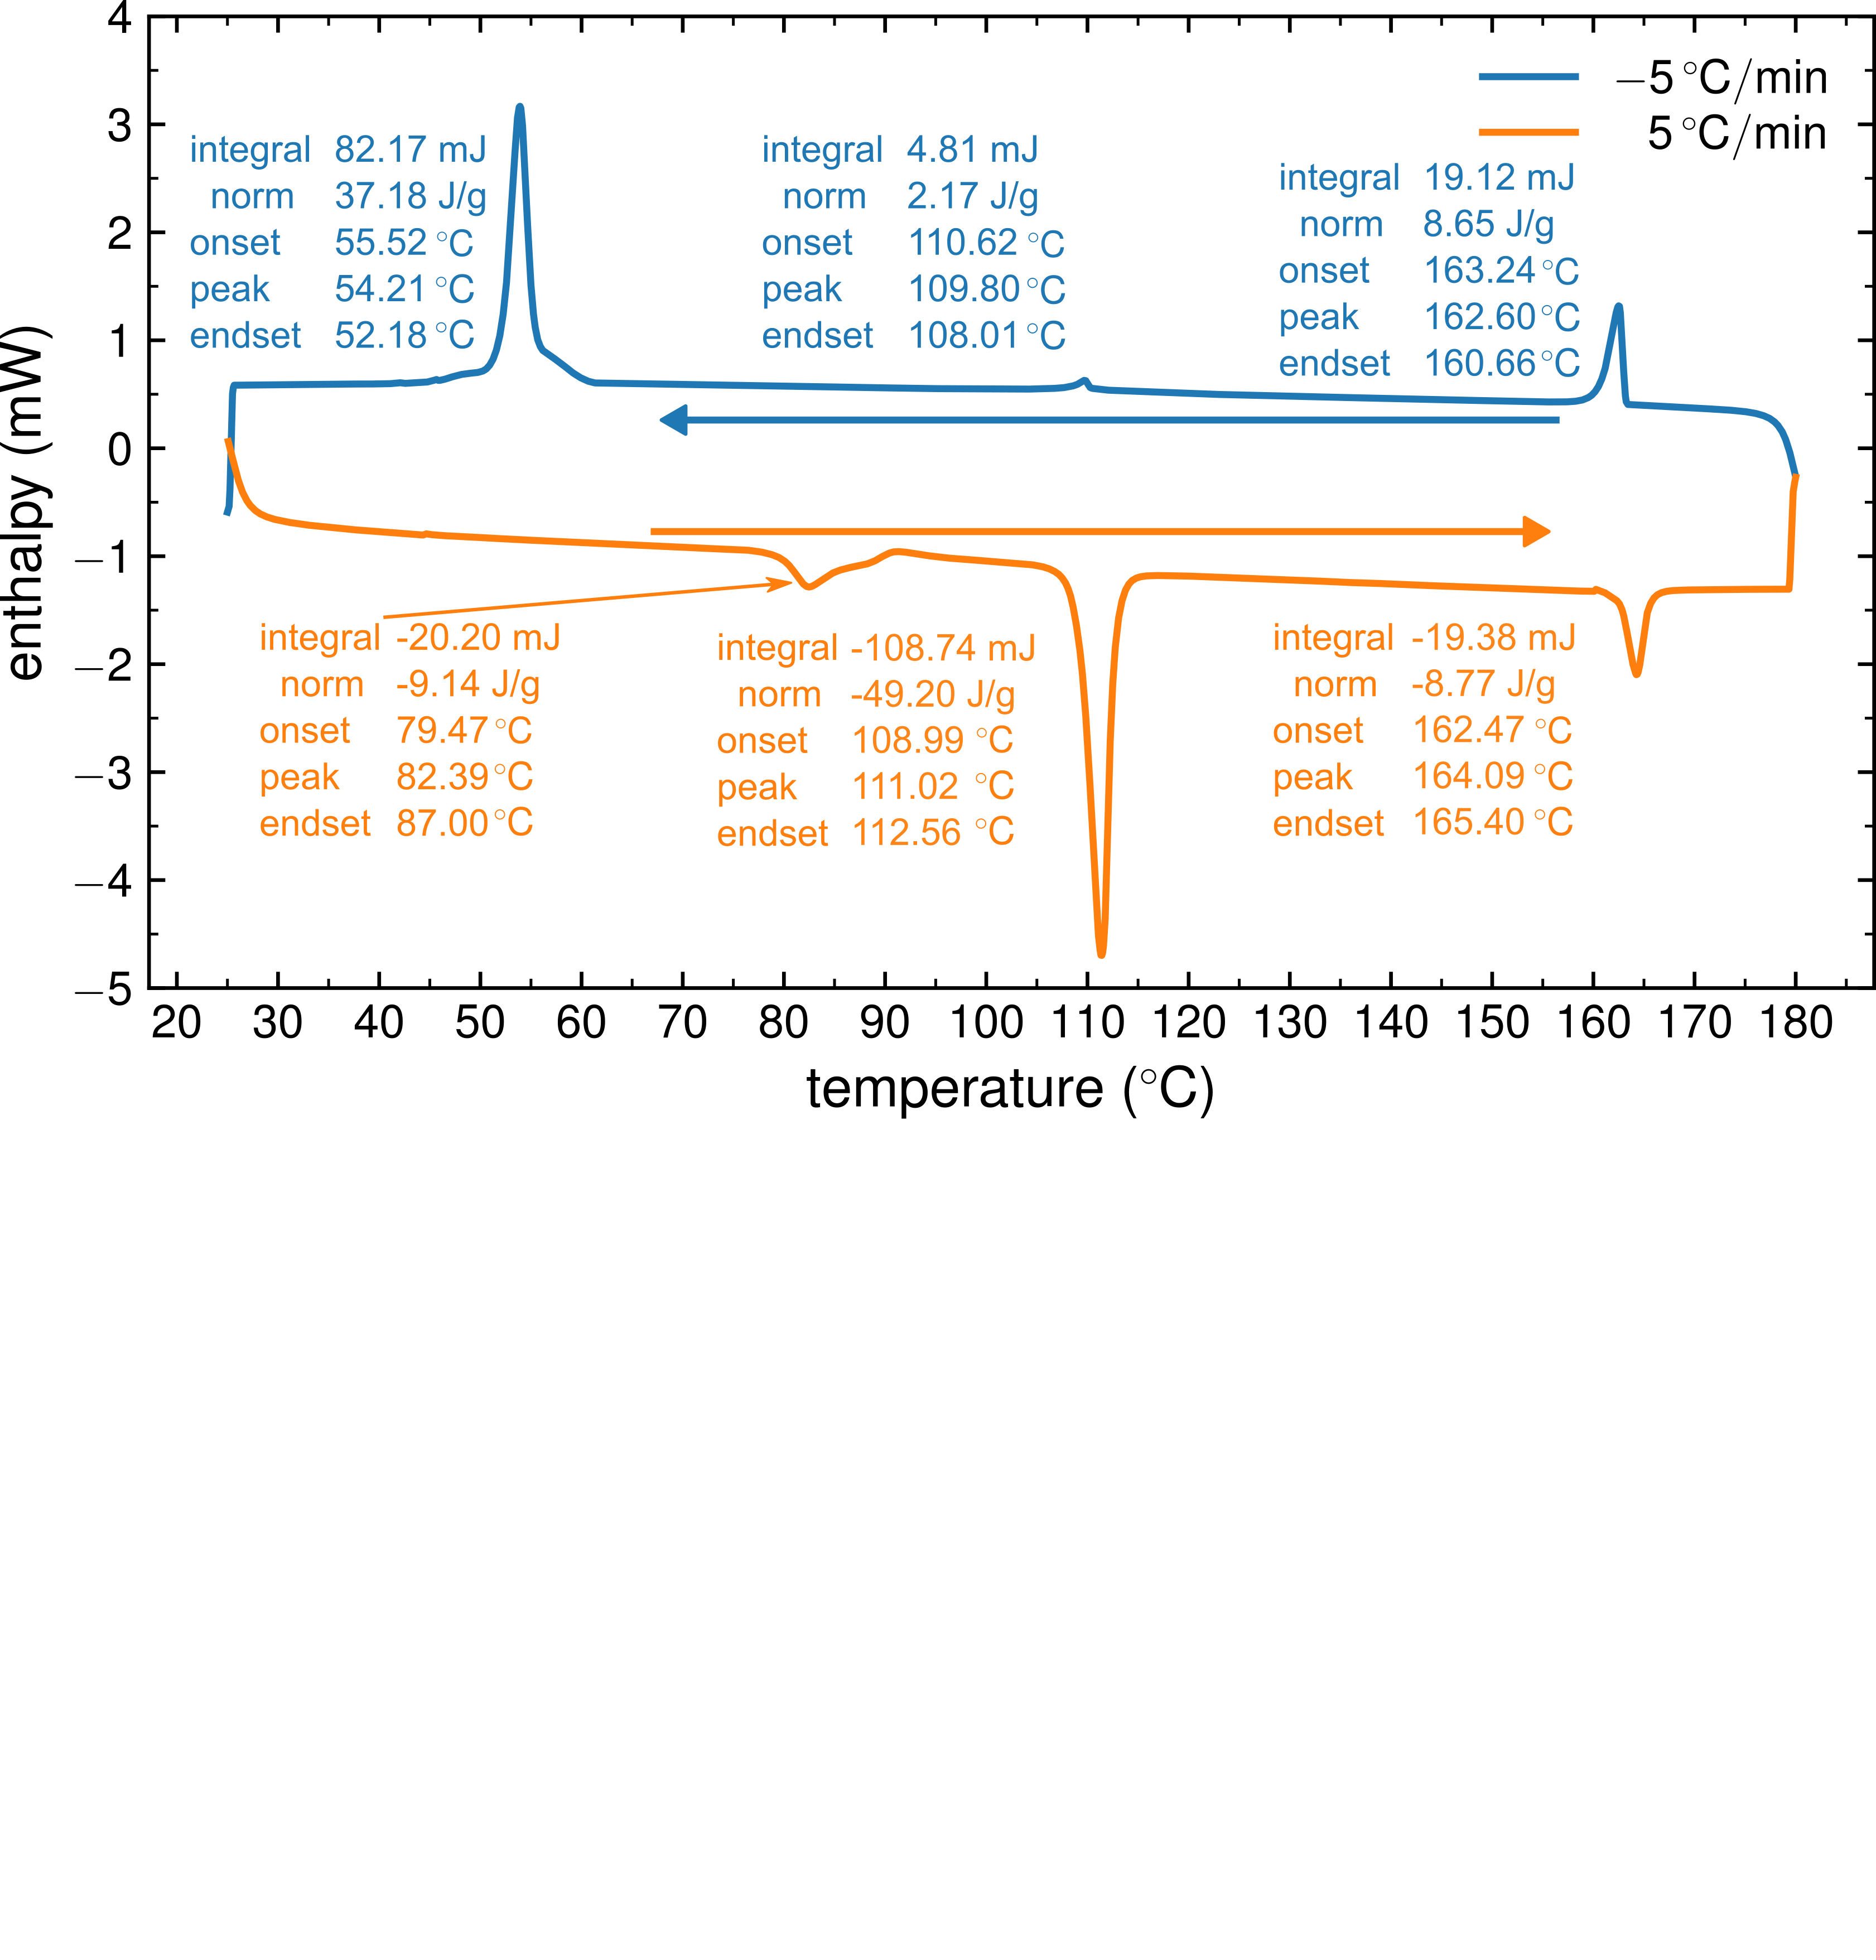 4
3
2
1
0
−1
−2
−3
−4
−5
enthalpy (mW)
−5 °C/min
5 °C/min
integral 82.17 mJ
norm 37.18 J/g
onset 55.52 °C
peak 54.21 °C
endset 52.18 °C
integral 4.81 mJ
norm 2.17 J/g
onset 110.62 °C
peak 109.80 °C
endset 108.01 °C
integral 19.12 mJ
norm 8.65 J/g
onset 163.24 °C
peak 162.60 °C
endset 160.66 °C
integral -20.20 mJ
norm -9.14 J/g
onset 79.47 °C
peak 82.39 °C
endset 87.00 °C
integral -108.74 mJ
norm -49.20 J/g
onset 108.99 °C
peak 111.02 °C
endset 112.56 °C
integral -19.38 mJ
norm -8.77 J/g
onset 162.47 °C
peak 164.09 °C
endset 165.40 °C
20 30 40 50 60 70 80 90 100 110 120 130 140 150 160 170 180
temperature (°C)